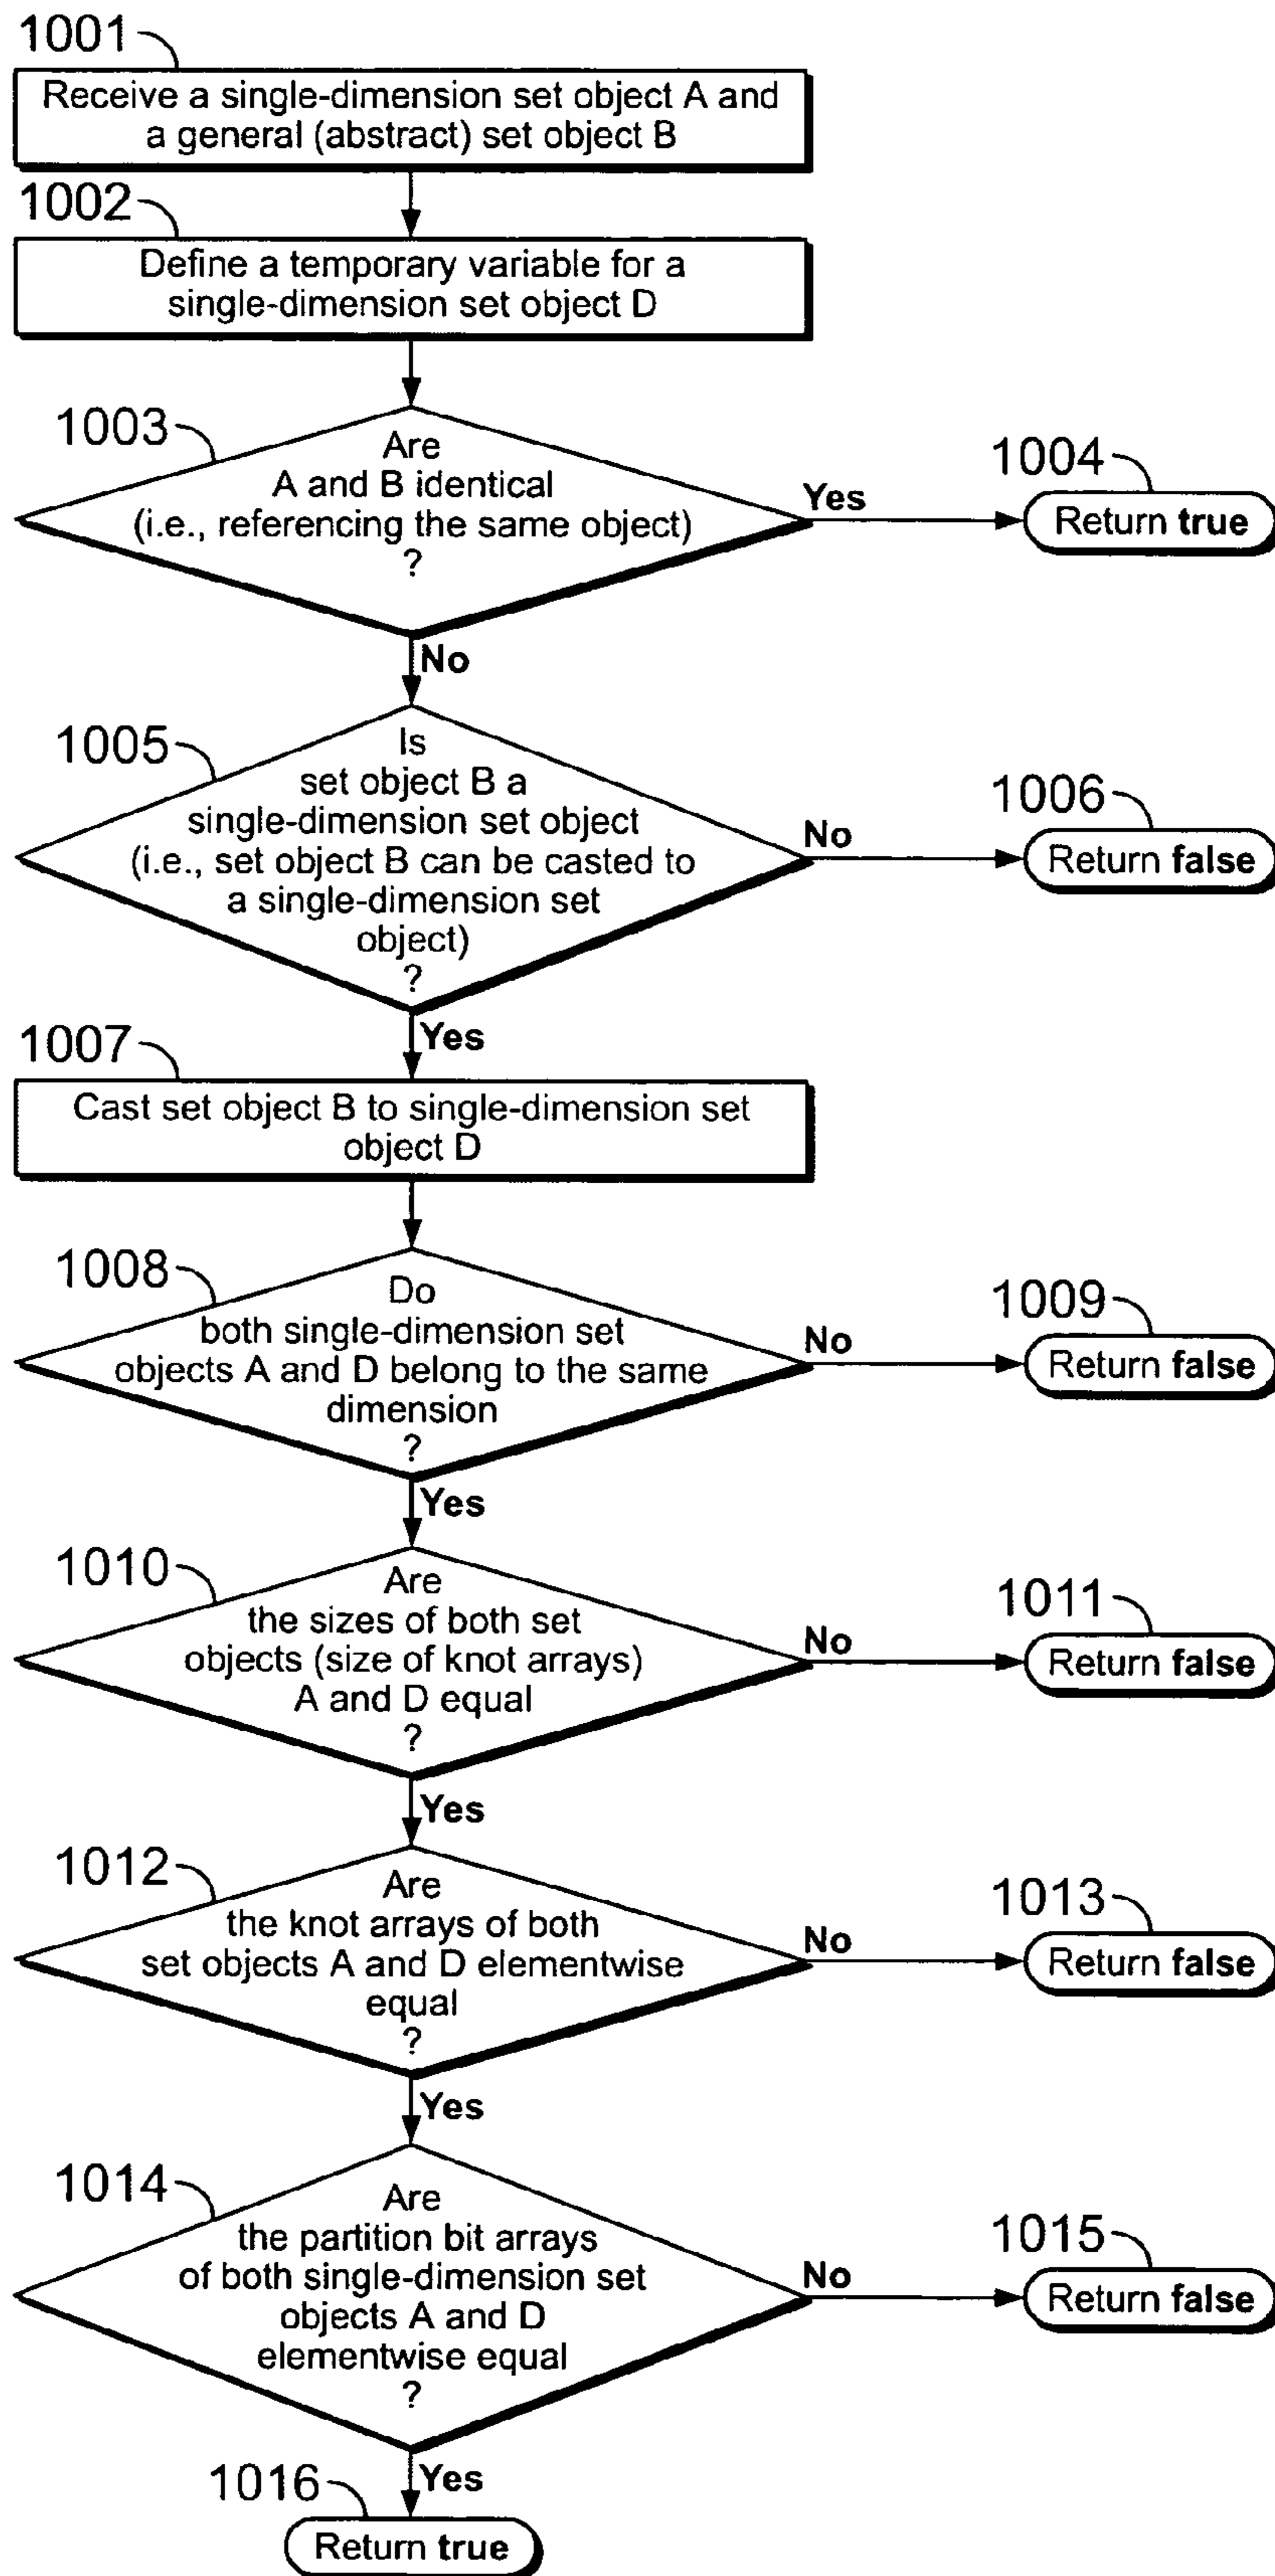 1001
Receive a single-dimension set object A and
a general (abstract) set object B
1002
Define a temporary variable for a
single-dimension set object D
1003
Are
A and B identical
(i.e., referencing the same object)
?
Yes
1004
Return true
No
1005
Is
set object B a
single-dimension set object
(i.e., set object B can be casted to
a single-dimension set
object)
?
No
1006
Return false
Yes
1007
Cast set object B to single-dimension set
object D
1008
Do
both single-dimension set
objects A and D belong to the same
dimension
?
No
1009
Return false
Yes
1010
Are
the sizes of both set
objects (size of knot arrays)
A and D equal
?
No
1011
Return false
Yes
1012
Are
the knot arrays of both
set objects A and D elementwise
equal
?
No
1013
Return false
Yes
1014
Are
the partition bit arrays
of both single-dimension set
objects A and D
elementwise equal
?
No
1015
Return false
Yes
1016
Return true